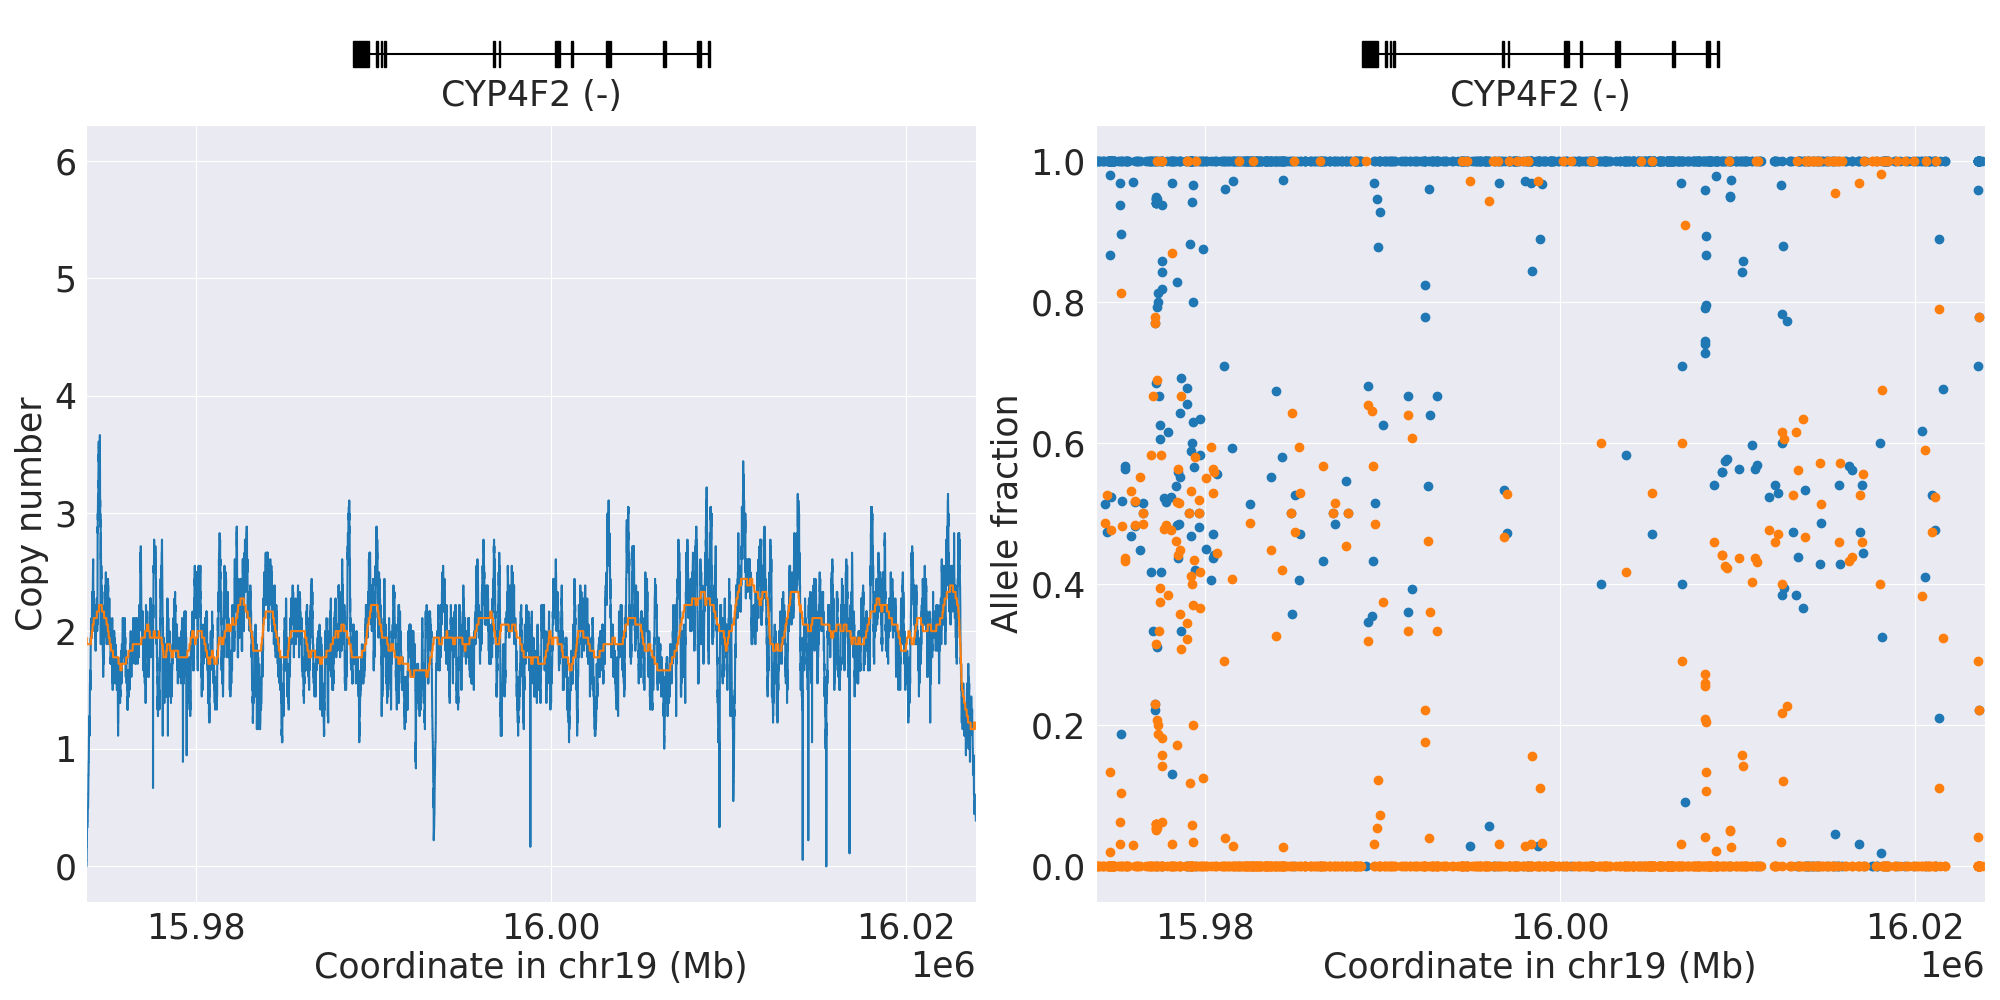 CYP4F2 (-)
6
5
4
3
2
1
0
Copy number
15.98
16.00
16.02
Coordinate in chr19 (Mb)
1e6
CYP4F2 (-)
1.0
0.8
0.6
0.4
0.2
0.0
Allele fraction
15.98
16.00
16.02
Coordinate in chr19 (Mb)
1e6